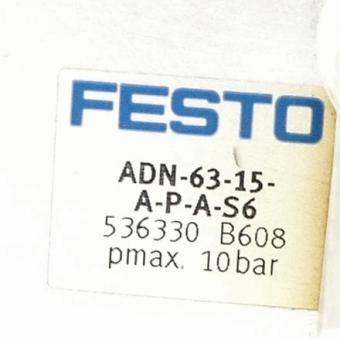 FESTO
ADN-63-15-
A-P-A-S6
536330 B608
pmax. 10bar